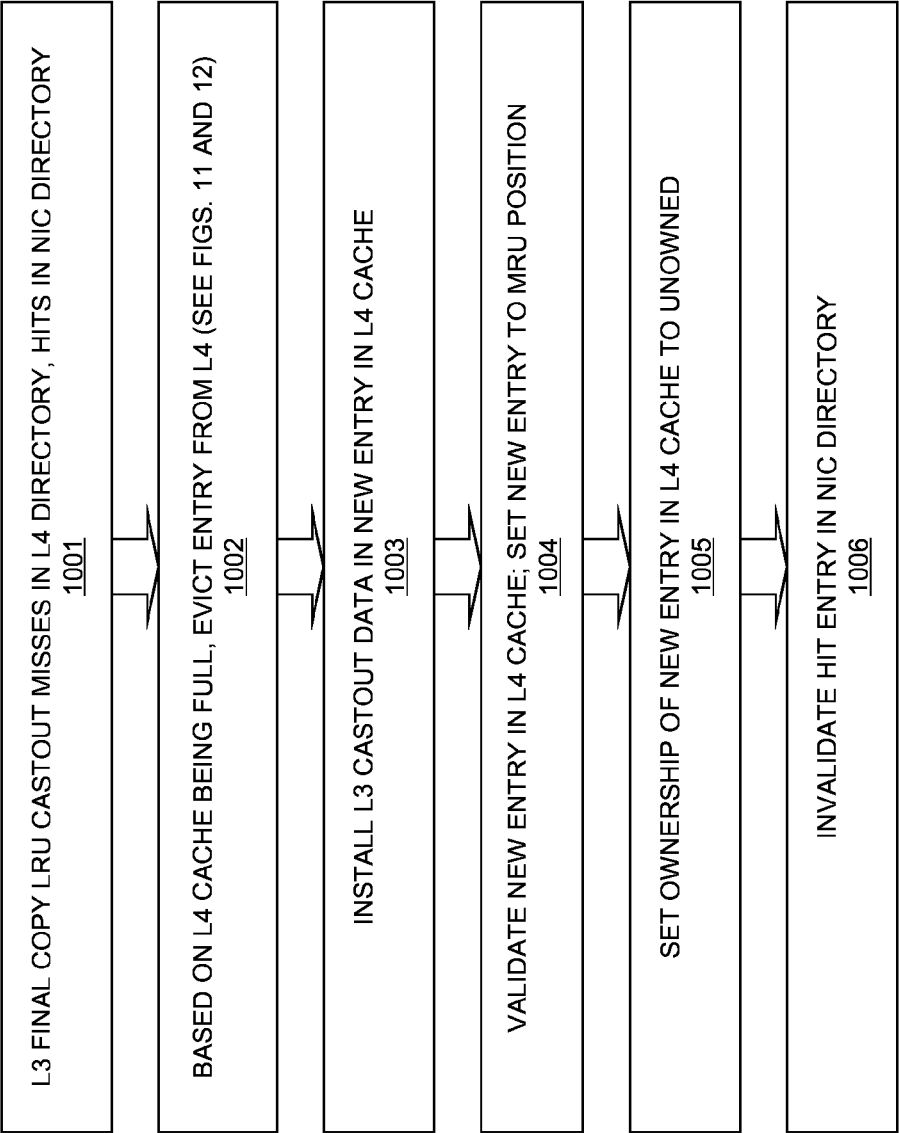 L3 FINAL COPY LRU CASTOUT MISSES IN L4 DIRECTORY, HITS IN NIC DIRECTORY
1001
BASED ON L4 CACHE BEING FULL, EVICT ENTRY FROM L4 (SEE FIGS. 11 AND 12)
1002
INSTALL L3 CASTOUT DATA IN NEW ENTRY IN L4 CACHE
1003
VALIDATE NEW ENTRY IN L4 CACHE; SET NEW ENTRY TO MRU POSITION
1004
SET OWNERSHIP OF NEW ENTRY IN L4 CACHE TO UNOWNED
1005
INVALIDATE HIT ENTRY IN NIC DIRECTORY
1006